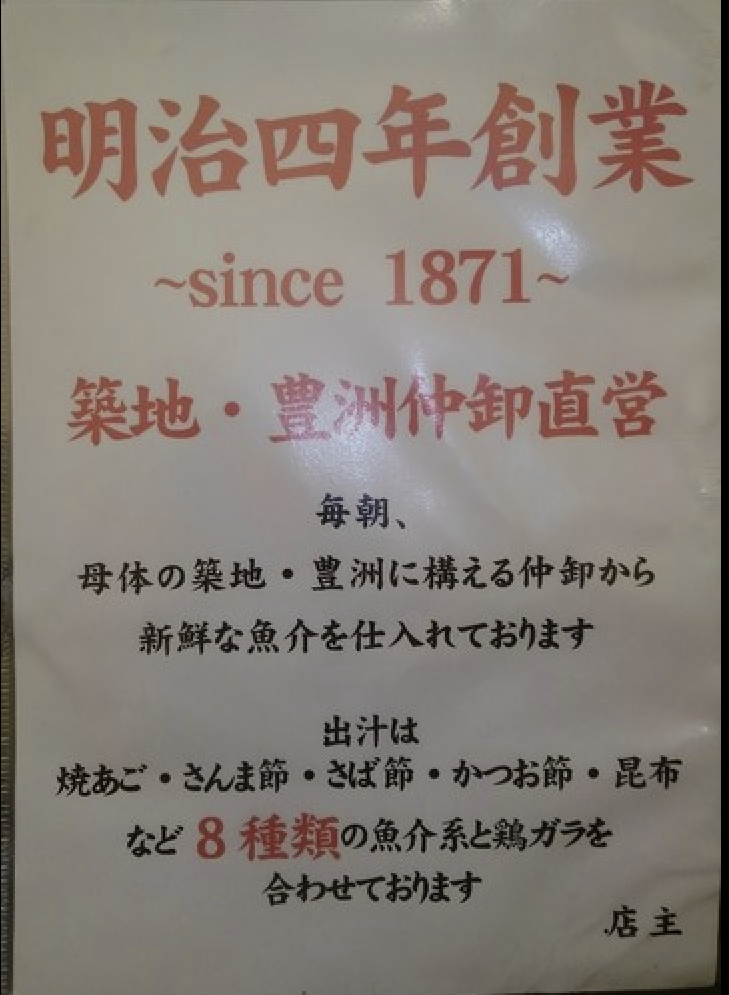 明治四年創業
~since 1871~
築地・豊洲仲卸直営
毎朝、
母体の築地・豊洲に構える仲卸から
新鮮な魚介を仕入れております
出汁は
焼あご・さんま節・さば節・かつお節・昆布
など8種類の魚介系と鶏ガラを
合わせております
店主